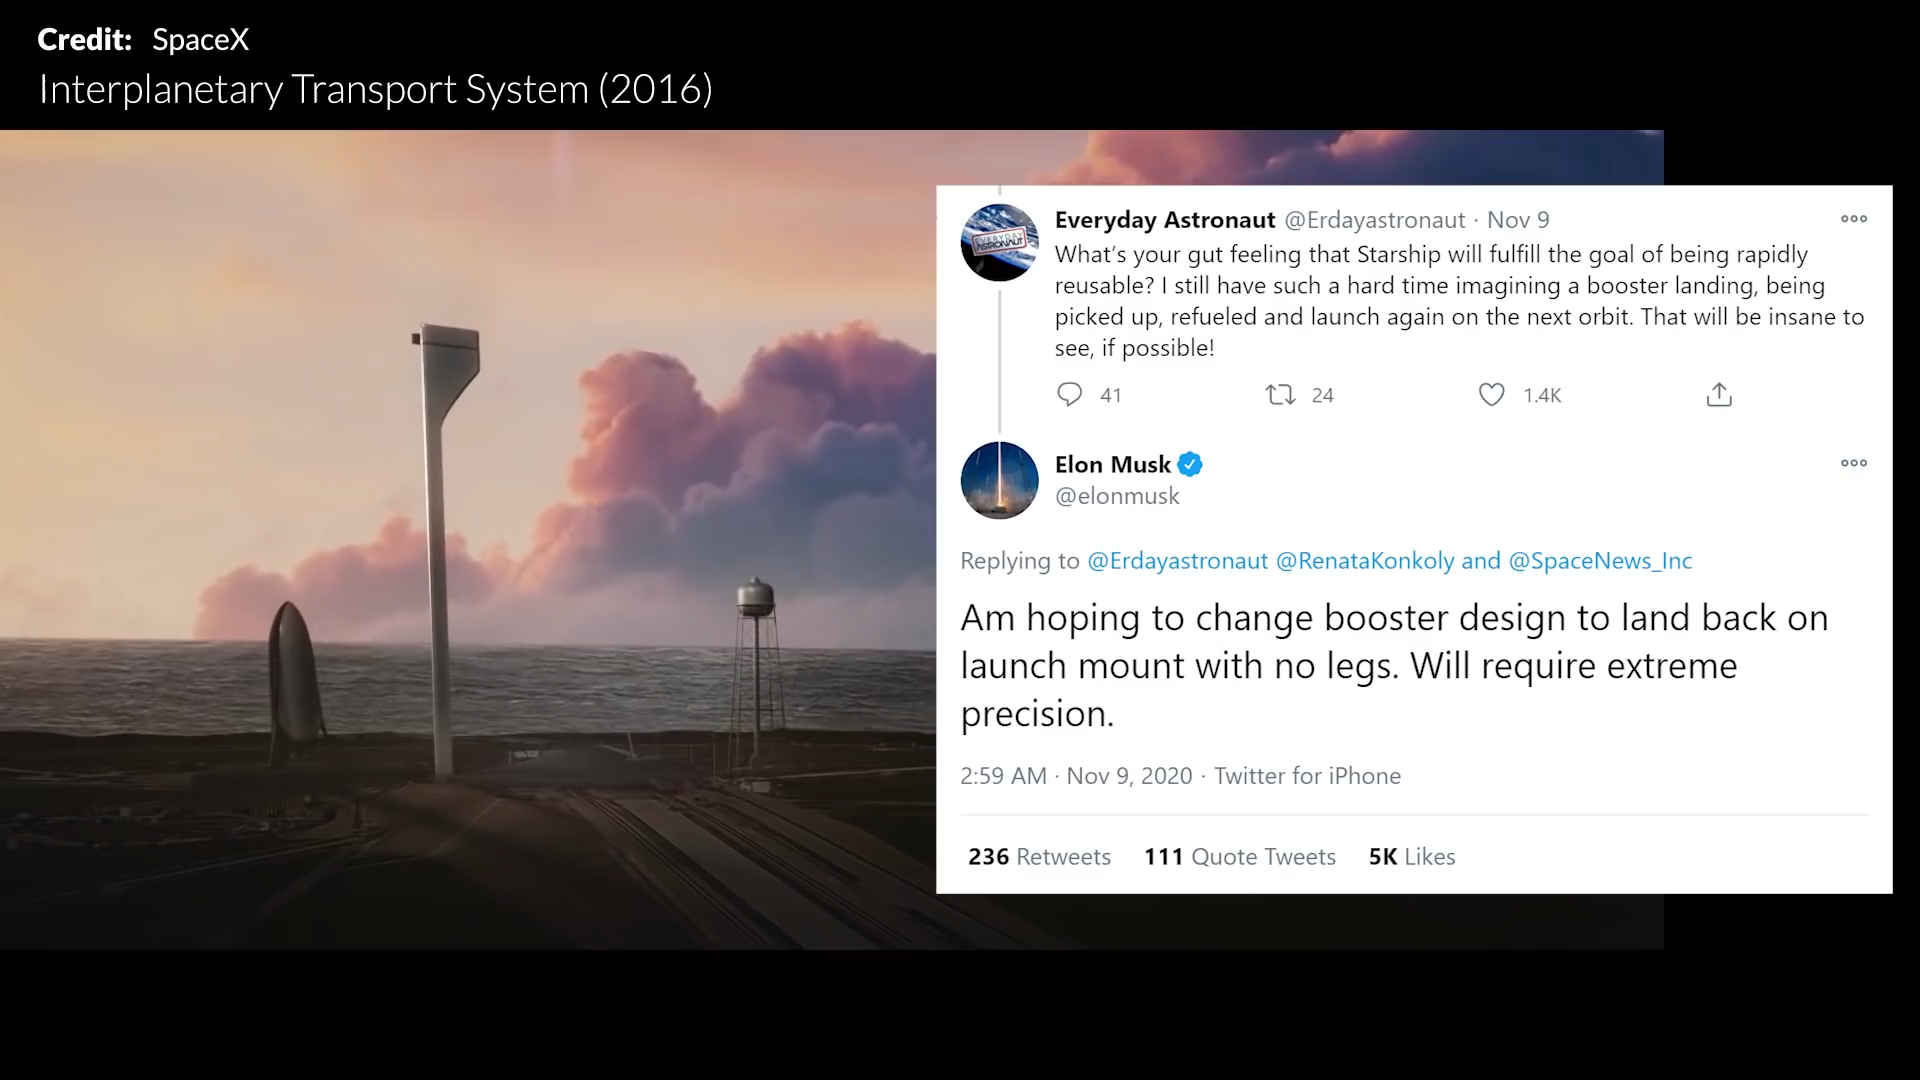 Credit: SpaceX
Interplanetary Transport System (2016)
Everyday Astronaut @Erdayastronaut · Nov 9
What's your gut feeling that Starship will fulfill the goal of being rapidly
reusable? I still have such a hard time imagining a booster landing, being
picked up, refueled and launch again on the next orbit. That will be insane to
see, if possible!
41 24 1.4K
EVERYDAY
ASTRONAUT
Elon Musk
@elonmusk
Replying to @Erdayastronaut @RenataKonkoly and @SpaceNews_Inc
Am hoping to change booster design to land back on
launch mount with no legs. Will require extreme
precision.
2:59 AM · Nov 9, 2020 · Twitter for iPhone
236 Retweets 111 Quote Tweets 5K Likes